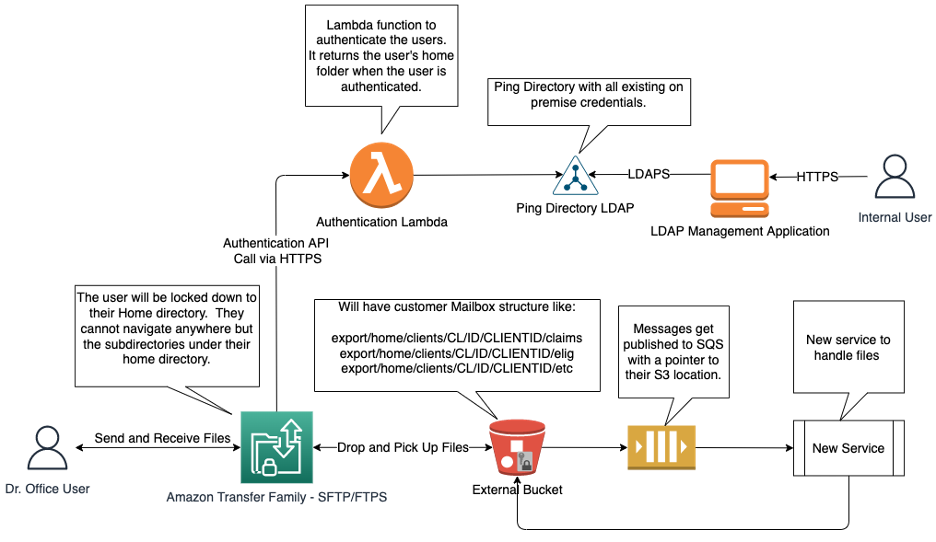 Lambda function to
authenticate the users.
It returns the user's home
folder when the user is
authenticated.
Ping Directory with all existing on
premise credentials.
LDAPS
HTTPS
Authentication Lambda
Ping Directory LDAP
LDAP Management Application
Internal User
Authentication API
Call via HTTPS
The user will be locked down to
their Home directory. They
cannot navigate anywhere but
the subdirectories under their
home directory.
Will have customer Mailbox structure like:
export/home/clients/CL/ID/CLIENTID/claims
export/home/clients/CL/ID/CLIENTID/elig
export/home/clients/CL/ID/CLIENTID/etc
Messages get
published to SQS
with a pointer to
their S3 location.
New service to
handle files
Send and Receive Files
Drop and Pick Up Files
New Service
Dr. Office User
Amazon Transfer Family - SFTP/FTPS
External Bucket